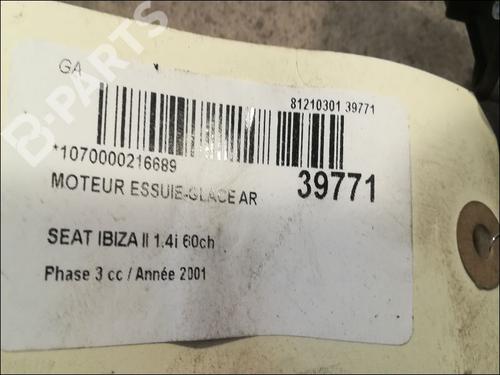 B-PARTS
GA
81210301 39771
*1070000216689
MOTEUR ESSUIE-GLACE AR
39771
SEAT IBIZA II 1.4i 60ch
Phase 3 cc / Année 2001